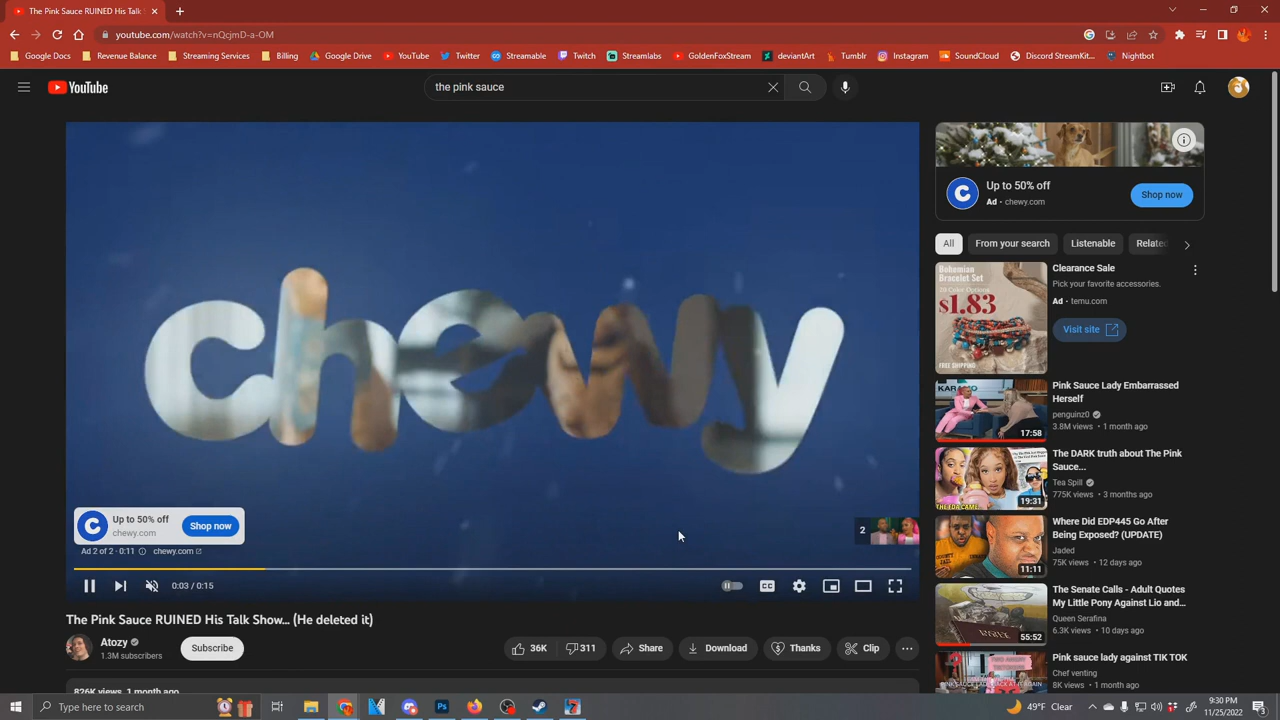 The Pink Sauce RUINED His Talk S
youtube.com/watch?v=nQcjmD-a-OM
Google Docs
Revenue Balance
Streaming Services
Billing
Google Drive
YouTube
Twitter
Streamable
Twitch
Streamlabs
GoldenFoxStream
deviantArt
Tumblr
Instagram
SoundCloud
Discord StreamKit...
Nightbot
YouTube
the pink sauce
chewy
Up to 50% off
chewy.com
Shop now
Ad 2 of 2 · 0:11
chewy.com
2
0:03 / 0:15
CC
The Pink Sauce RUINED His Talk Show... (He deleted it)
Atozy
1.3M subscribers
Subscribe
36K
311
Share
Download
Thanks
Clip
826K views 1 month ago
Up to 50% off
Ad · chewy.com
Shop now
All
From your search
Listenable
Related
Bohemian
Bracelet Set
20 Color Options
$1.83
FREE SHIPPING
Clearance Sale
Pick your favorite accessories.
Ad · temu.com
Visit site
KARAMO
17:58
Pink Sauce Lady Embarrassed
Herself
penguinz0
3.8M views · 1 month ago
19:31
The DARK truth about The Pink
Sauce...
Tea Spill
775K views · 3 months ago
11:11
Where Did EDP445 Go After
Being Exposed? (UPDATE)
Jaded
75K views · 12 days ago
55:52
The Senate Calls - Adult Quotes
My Little Pony Against Lio and...
Queen Serafina
6.3K views · 10 days ago
Pink sauce lady against TIK TOK
Chef venting
8K views · 1 month ago
Type here to search
Ps
49°F Clear
9:30 PM
11/25/2022
3